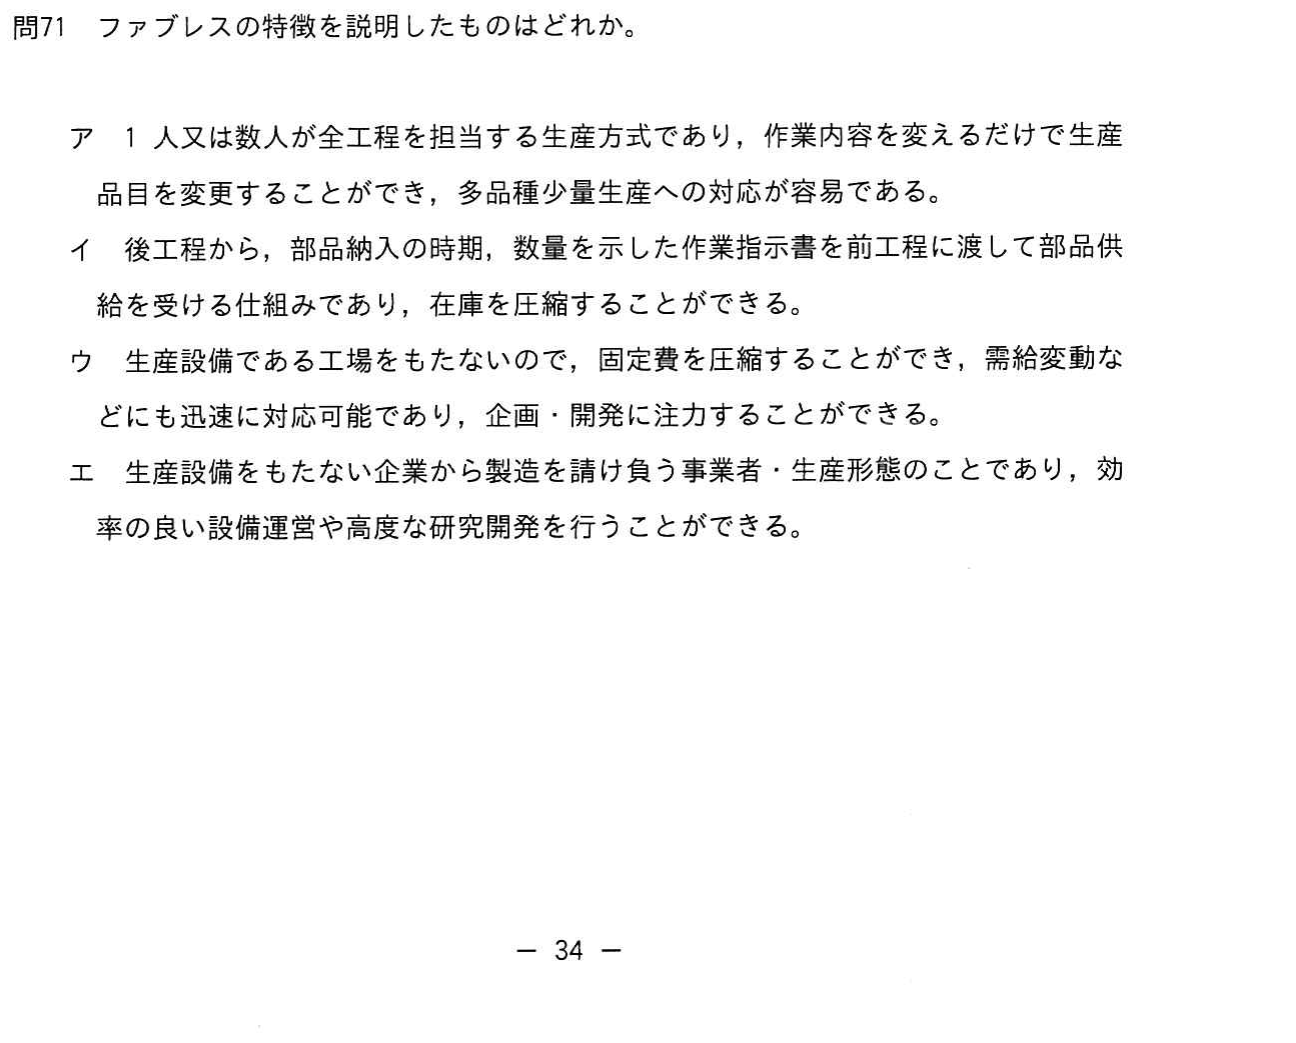 問71 ファブレスの特徴を説明したものはどれか。
ア 1 人又は数人が全工程を担当する生産方式であり，作業内容を変えるだけで生産
品目を変更することができ，多品種少量生産への対応が容易である。
イ 後工程から，部品納入の時期，数量を示した作業指示書を前工程に渡して部品供
給を受ける仕組みであり，在庫を圧縮することができる。
ウ 生産設備である工場をもたないので，固定費を圧縮することができ，需給変動な
どにも迅速に対応可能であり，企画・開発に注力することができる。
エ 生産設備をもたない企業から製造を請け負う事業者・生産形態のことであり，効
率の良い設備運営や高度な研究開発を行うことができる。
－ 34 －